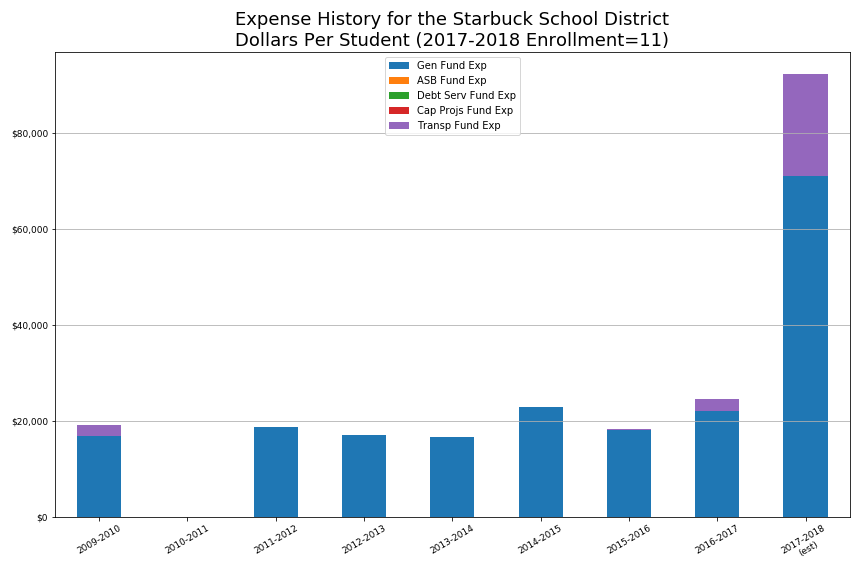 Expense History for the Starbuck School District
Dollars Per Student (2017-2018 Enrollment=11)
Gen Fund Exp
ASB Fund Exp
Debt Serv Fund Exp
Cap Projs Fund Exp
Transp Fund Exp
$80,000
$60,000
$40,000
$20,000
$0
2009-2010
2010-2011
2011-2012
2012-2013
2013-2014
2014-2015
2015-2016
2016-2017
2017-2018
(est)